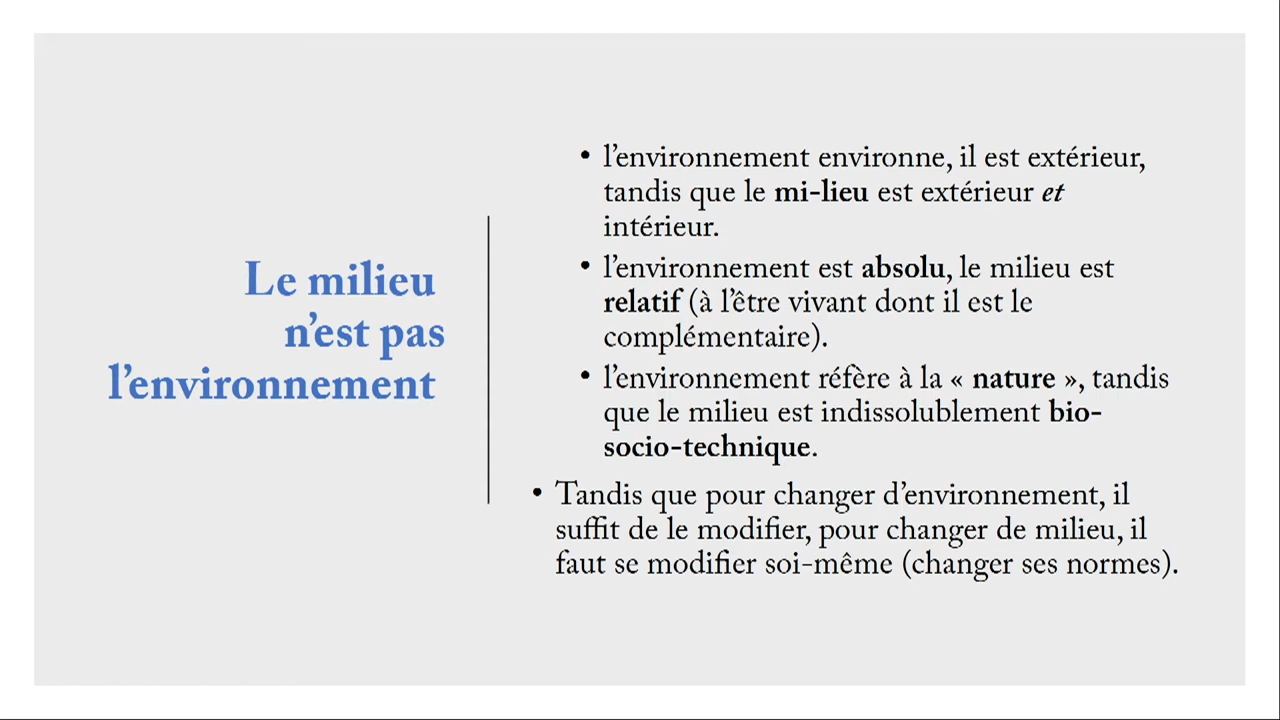 Le milieu
n’est pas
l’environnement
• l’environnement environne, il est extérieur,
tandis que le mi-lieu est extérieur et
intérieur.
• l’environnement est absolu, le milieu est
relatif (à l’être vivant dont il est le
complémentaire).
• l’environnement réfère à la « nature », tandis
que le milieu est indissolublement bio-
socio-technique.
• Tandis que pour changer d’environnement, il
suffit de le modifier, pour changer de milieu, il
faut se modifier soi-même (changer ses normes).